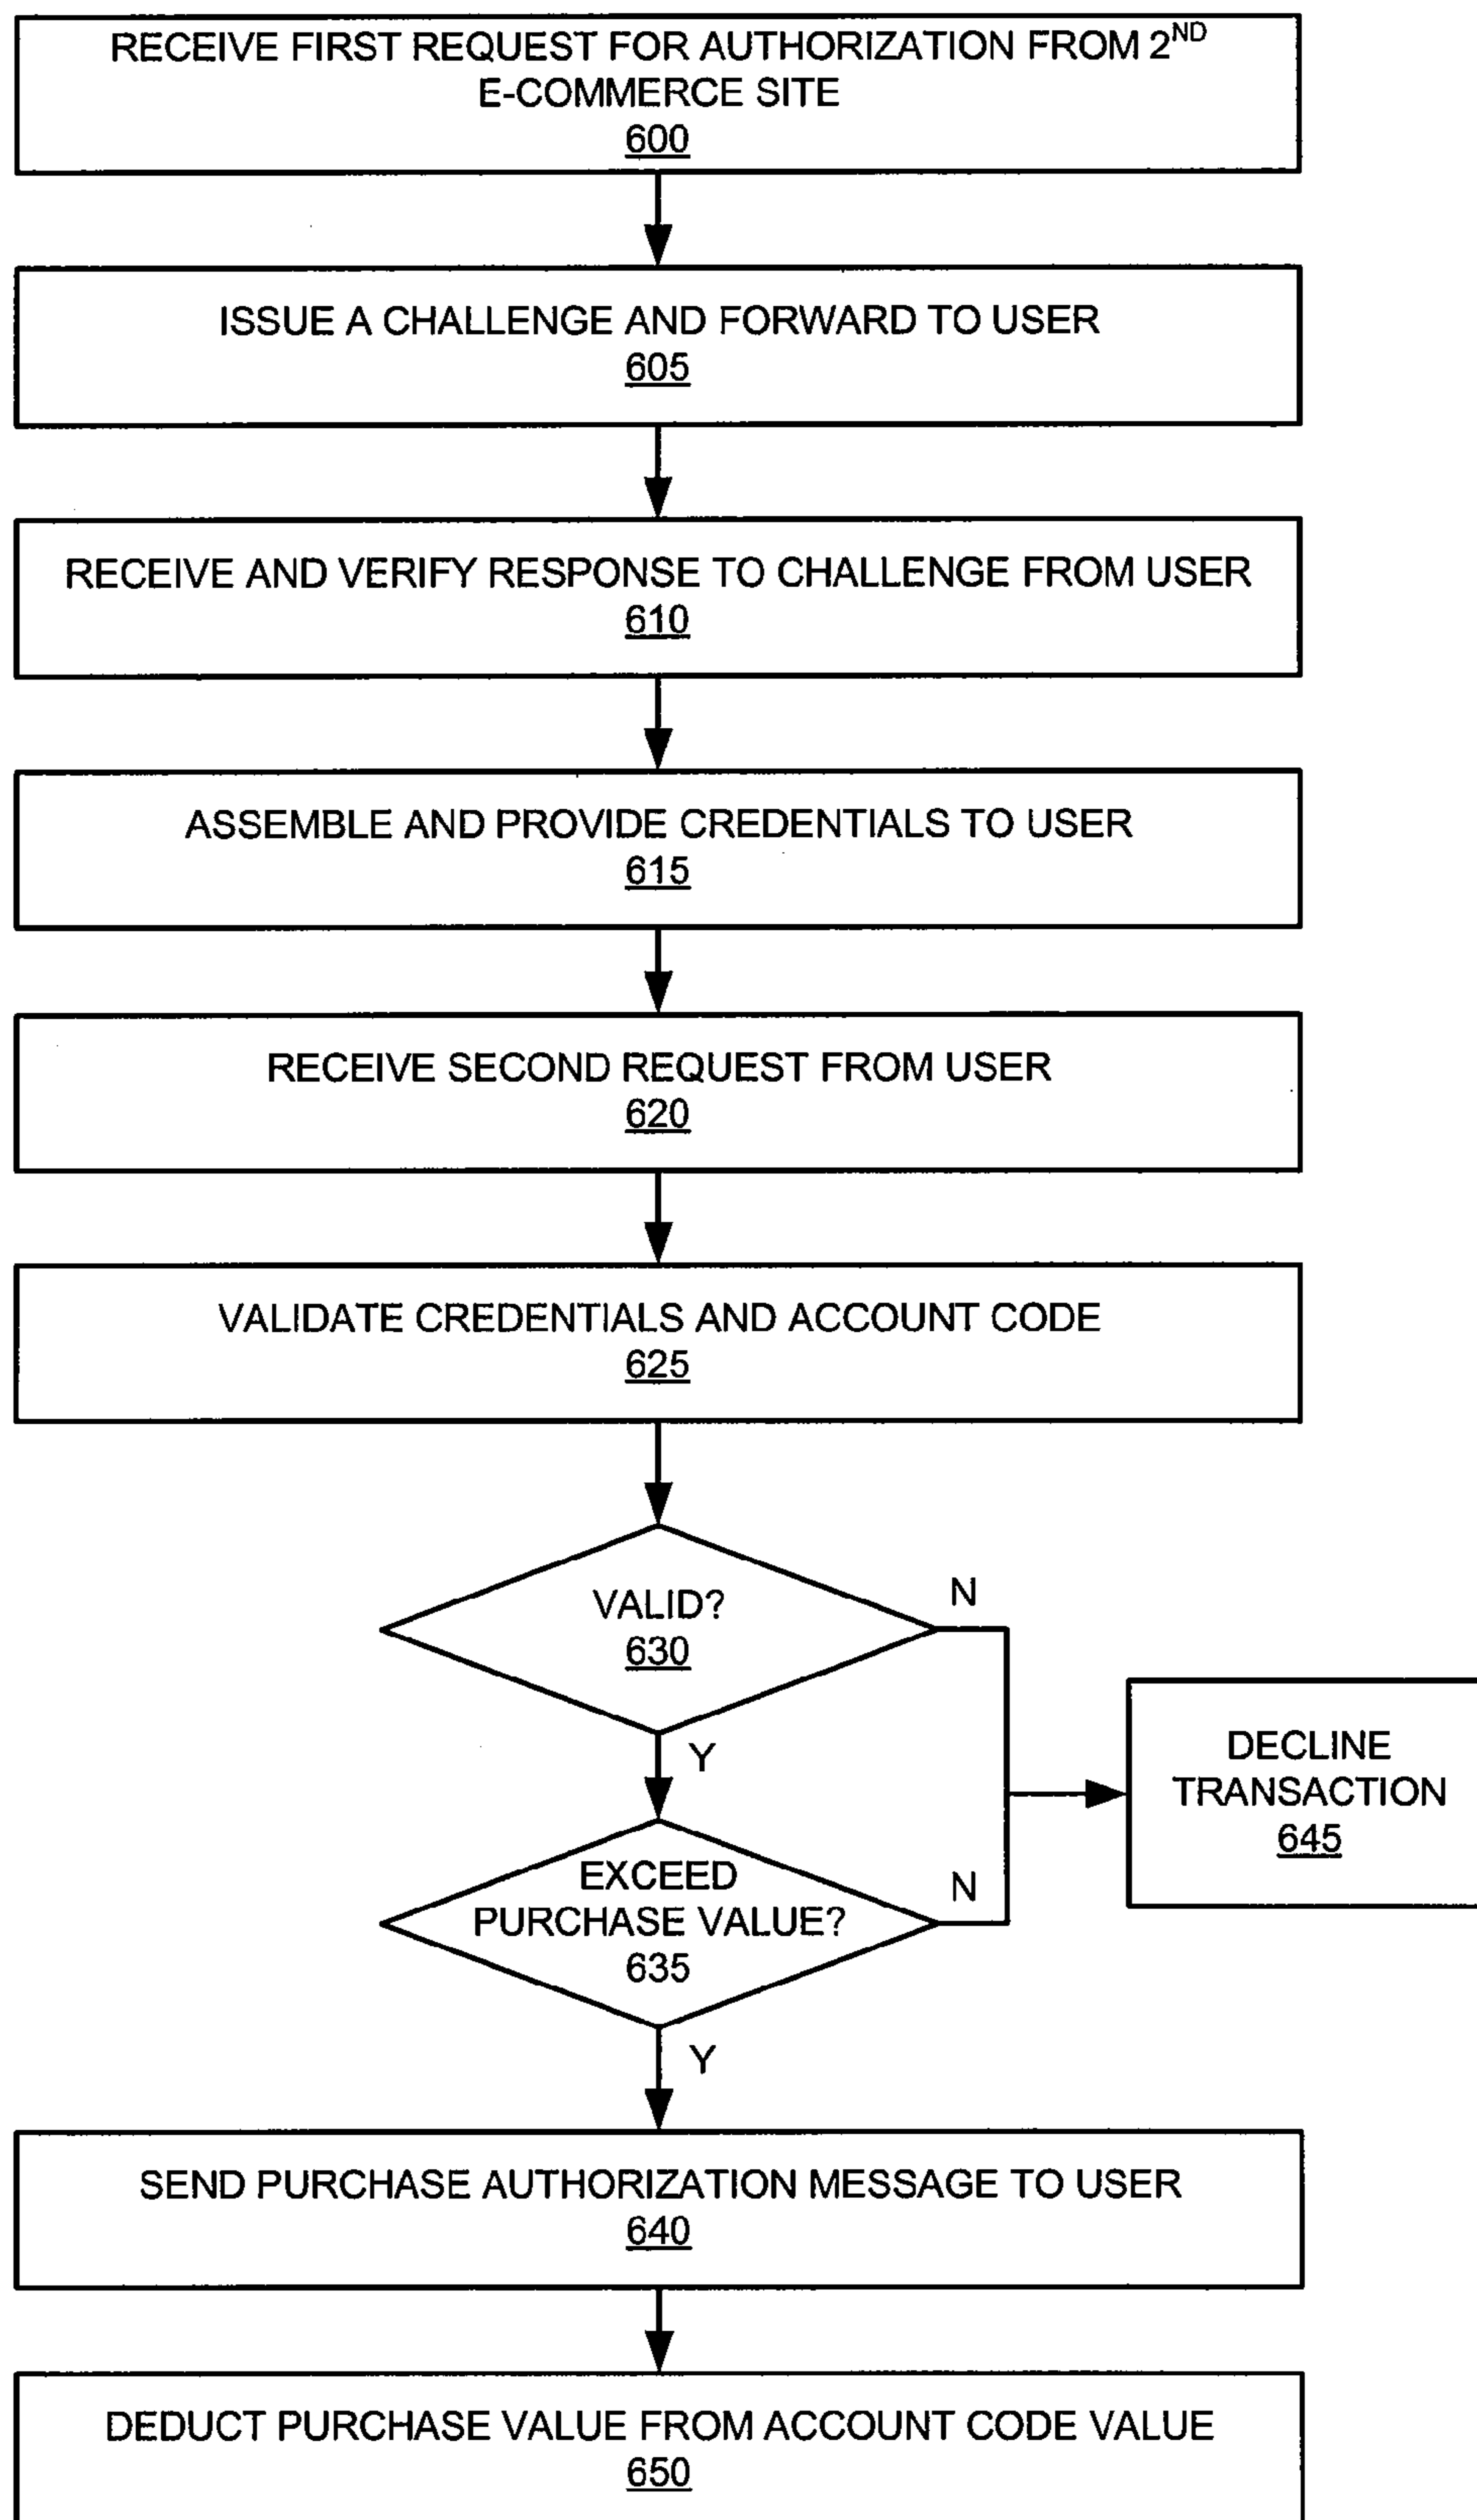 RECEIVE FIRST REQUEST FOR AUTHORIZATION FROM 2ND
E-COMMERCE SITE
600
ISSUE A CHALLENGE AND FORWARD TO USER
605
RECEIVE AND VERIFY RESPONSE TO CHALLENGE FROM USER
610
ASSEMBLE AND PROVIDE CREDENTIALS TO USER
615
RECEIVE SECOND REQUEST FROM USER
620
VALIDATE CREDENTIALS AND ACCOUNT CODE
625
VALID?
630
N
Y
DECLINE
TRANSACTION
645
EXCEED
PURCHASE VALUE?
635
N
Y
SEND PURCHASE AUTHORIZATION MESSAGE TO USER
640
DEDUCT PURCHASE VALUE FROM ACCOUNT CODE VALUE
650